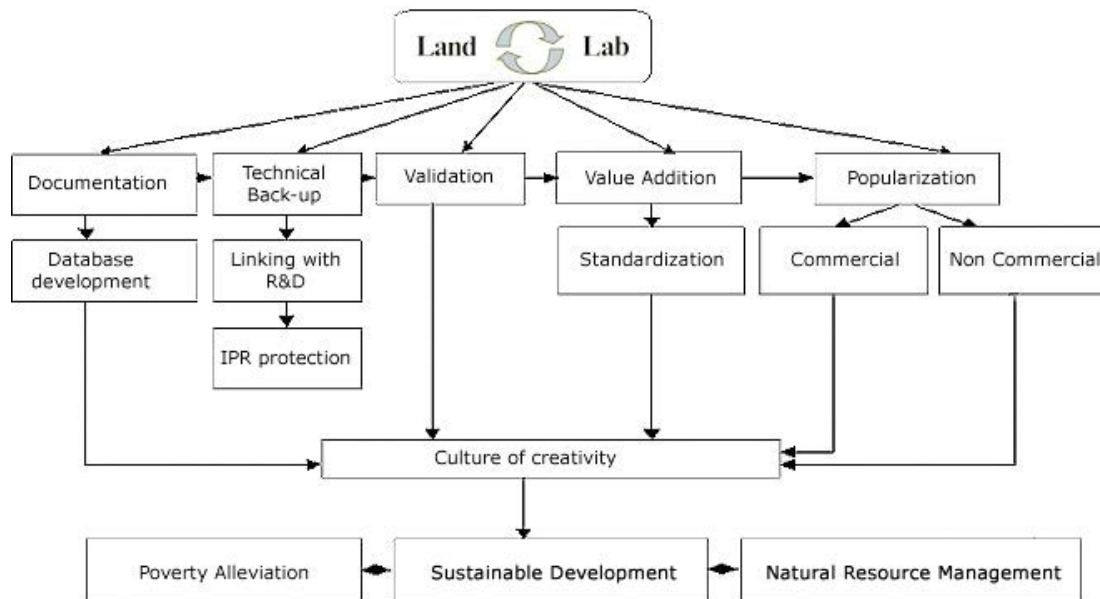 Land Lab
Documentation
Technical
Back-up
Validation
Value Addition
Popularization
Database
development
Linking with
R&D
Standardization
Commercial
Non Commercial
IPR protection
Culture of creativity
Poverty Alleviation
Sustainable Development
Natural Resource Management